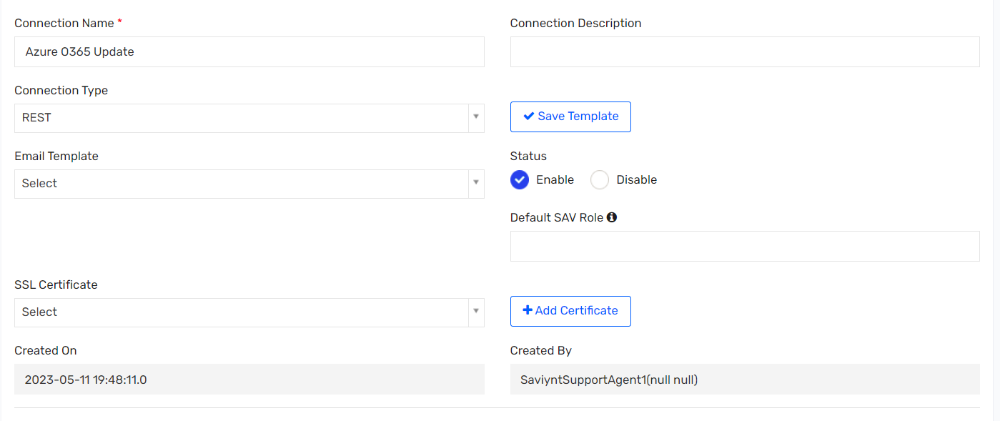 Connection Name *
Connection Description
Azure O365 Update
Connection Type
REST
Save Template
Email Template
Status
Select
Enable
Disable
Default SAV Role
SSL Certificate
Select
Add Certificate
Created On
Created By
2023-05-11 19:48:11.0
SaviyntSupportAgent1(null null)